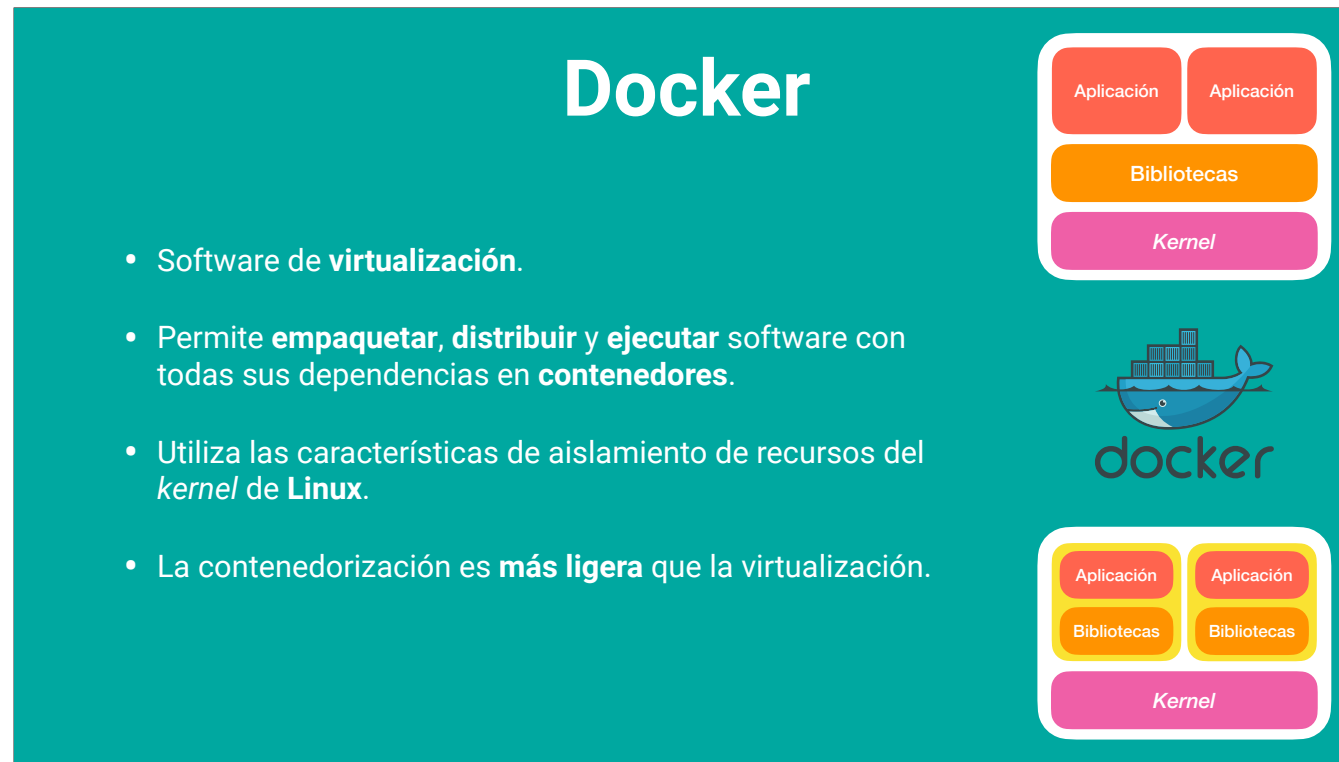 Docker
• Software de virtualización.
• Permite empaquetar, distribuir y ejecutar software con
todas sus dependencias en contenedores.
• Utiliza las características de aislamiento de recursos del
kernel de Linux.
• La contenedorización es más ligera que la virtualización.
Aplicación Aplicación
Bibliotecas
Kernel
docker
Aplicación Aplicación
Bibliotecas Bibliotecas
Kernel